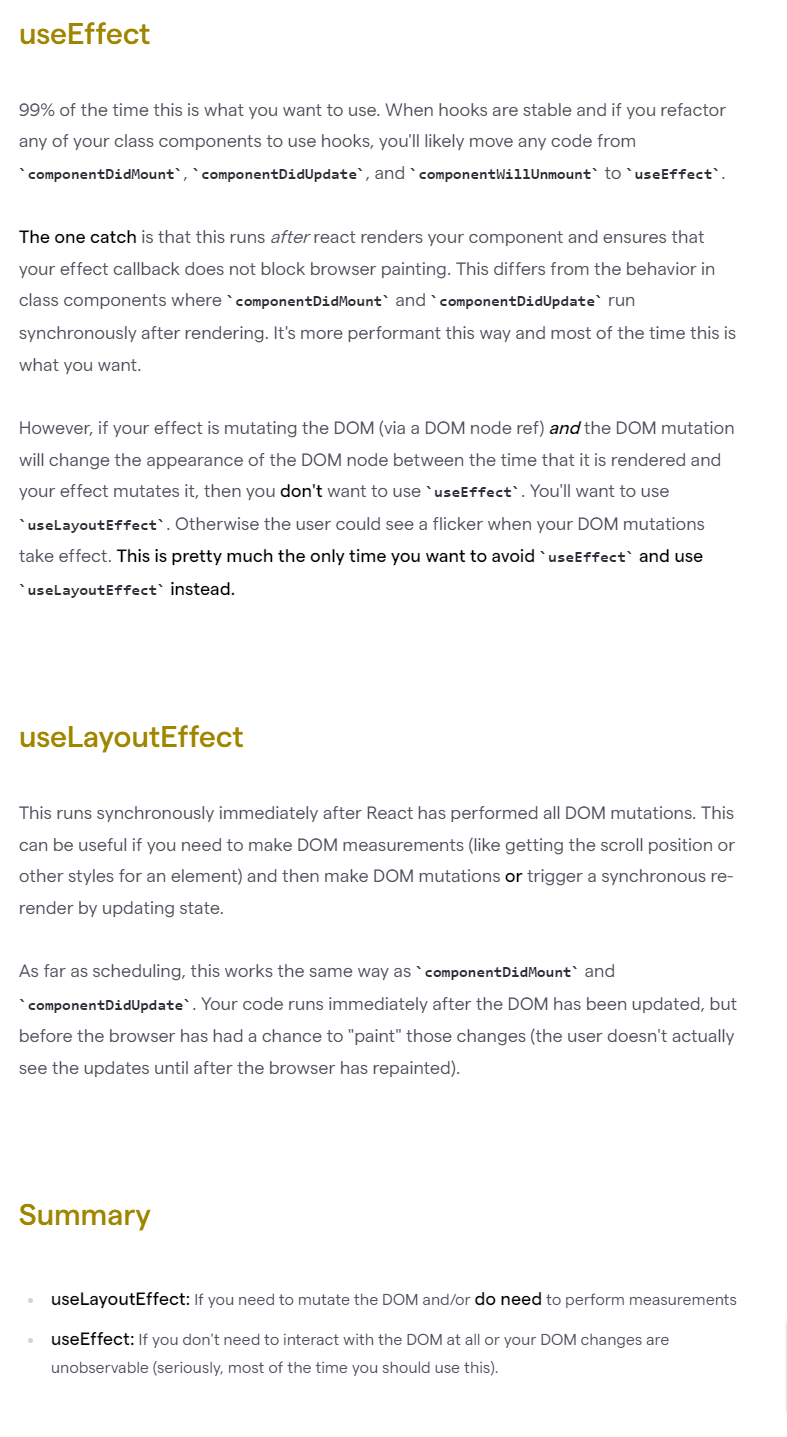 useEffect
99% of the time this is what you want to use. When hooks are stable and if you refactor
any of your class components to use hooks, you'll likely move any code from
`componentDidMount`, `componentDidUpdate`, and `componentWillUnmount` to `useEffect`.
The one catch is that this runs after react renders your component and ensures that
your effect callback does not block browser painting. This differs from the behavior in
class components where `componentDidMount` and `componentDidUpdate` run
synchronously after rendering. It's more performant this way and most of the time this is
what you want.
However, if your effect is mutating the DOM (via a DOM node ref) and the DOM mutation
will change the appearance of the DOM node between the time that it is rendered and
your effect mutates it, then you don't want to use `useEffect`. You'll want to use
`useLayoutEffect`. Otherwise the user could see a flicker when your DOM mutations
take effect. This is pretty much the only time you want to avoid `useEffect` and use
`useLayoutEffect` instead.
useLayoutEffect
This runs synchronously immediately after React has performed all DOM mutations. This
can be useful if you need to make DOM measurements (like getting the scroll position or
other styles for an element) and then make DOM mutations or trigger a synchronous re-
render by updating state.
As far as scheduling, this works the same way as `componentDidMount` and
`componentDidUpdate`. Your code runs immediately after the DOM has been updated, but
before the browser has had a chance to "paint" those changes (the user doesn't actually
see the updates until after the browser has repainted).
Summary
useLayoutEffect: If you need to mutate the DOM and/or do need to perform measurements
useEffect: If you don't need to interact with the DOM at all or your DOM changes are
unobservable (seriously, most of the time you should use this).